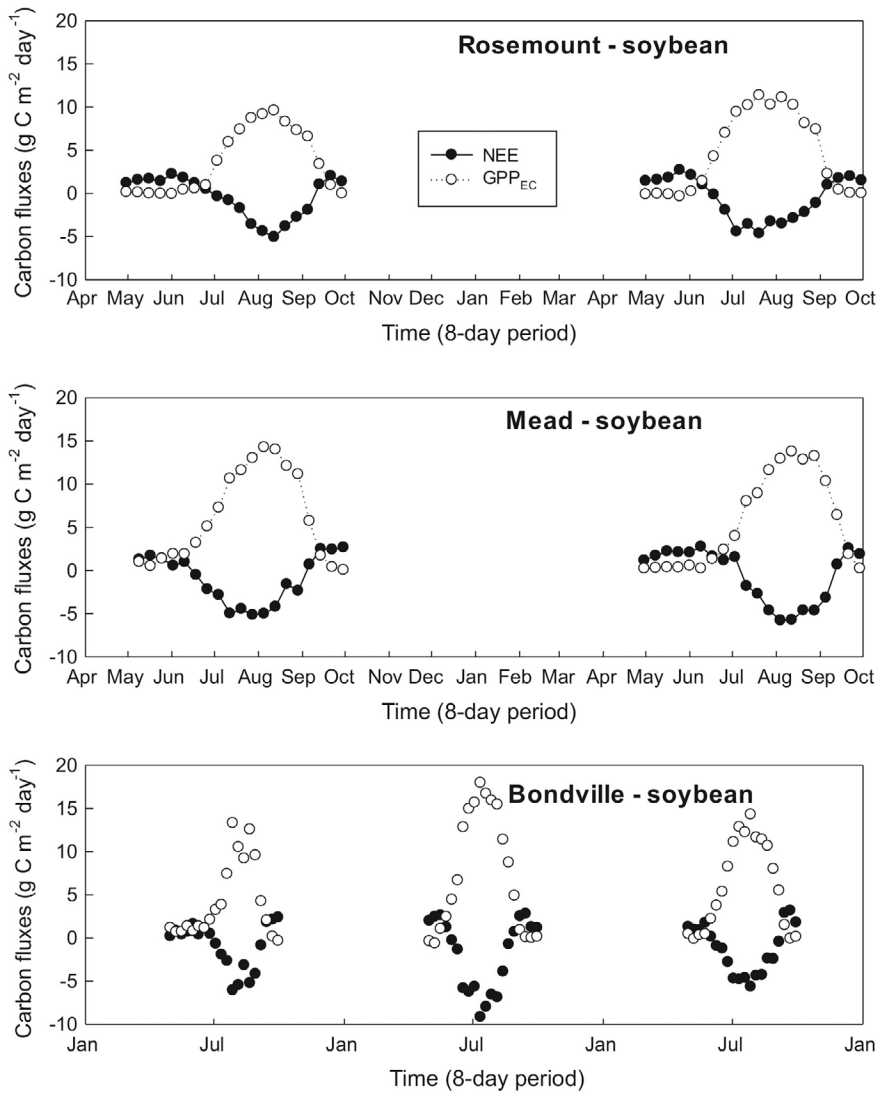 Rosemount - soybean
Carbon fluxes (g C m-2 day-1)
20
15
10
5
0
-5
-10
NEE
GPPEC
Apr May Jun Jul Aug Sep Oct Nov Dec Jan Feb Mar Apr May Jun Jul Aug Sep Oct
Time (8-day period)
Mead - soybean
Carbon fluxes (g C m-2 day-1)
20
15
10
5
0
-5
-10
Apr May Jun Jul Aug Sep Oct Nov Dec Jan Feb Mar Apr May Jun Jul Aug Sep Oct
Time (8-day period)
Bondville - soybean
Carbon fluxes (g C m-2 day-1)
20
15
10
5
0
-5
-10
Jan Jul Jan Jul Jan Jul Jan
Time (8-day period)